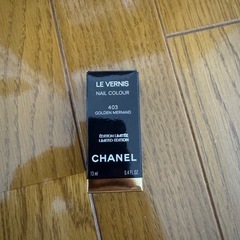 LE VERNIS
NAIL COLOUR
403
GOLDEN MERMAID
ÉDITION LIMITÉE
LIMITED EDITION
CHANEL
13 ml 0.4 FL.OZ.